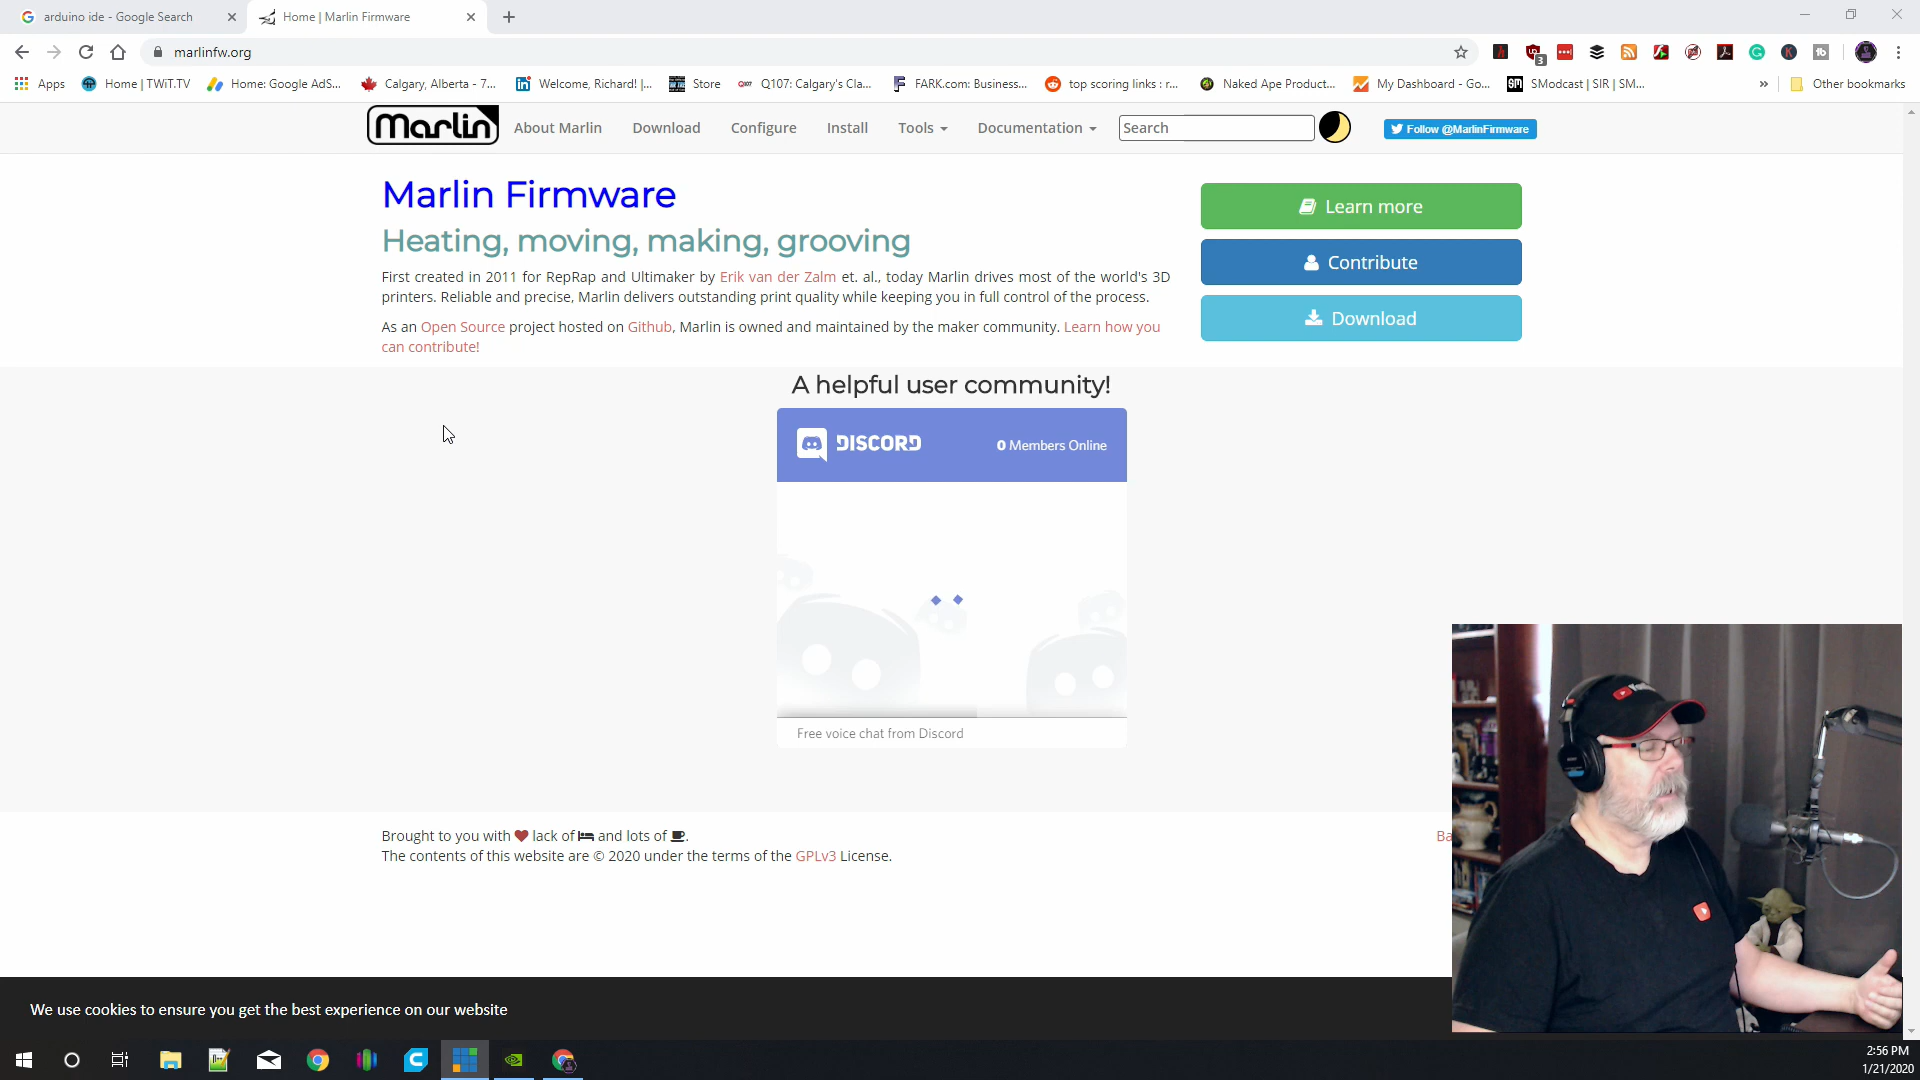 arduino ide - Google Search
Home | Marlin Firmware
marlinfw.org
3
Apps
Home | TWiT.TV
Home: Google AdS...
Calgary, Alberta - 7...
Welcome, Richard! |...
Store
Q107: Calgary's Cla...
FARK.com: Business...
top scoring links : r...
Naked Ape Product...
My Dashboard - Go...
SModcast | SIR | SM...
»
Other bookmarks
Marlin
About Marlin
Download
Configure
Install
Tools
Documentation
Search
Follow @MarlinFirmware
Marlin Firmware
Heating, moving, making, grooving
First created in 2011 for RepRap and Ultimaker by Erik van der Zalm et. al., today Marlin drives most of the world's 3D
printers. Reliable and precise, Marlin delivers outstanding print quality while keeping you in full control of the process.
As an Open Source project hosted on Github, Marlin is owned and maintained by the maker community. Learn how you
can contribute!
Learn more
Contribute
Download
A helpful user community!
DISCORD
0 Members Online
Free voice chat from Discord
Brought to you with lack of and lots of .
Ba
The contents of this website are © 2020 under the terms of the GPLv3 License.
We use cookies to ensure you get the best experience on our website
2:56 PM
1/21/2020